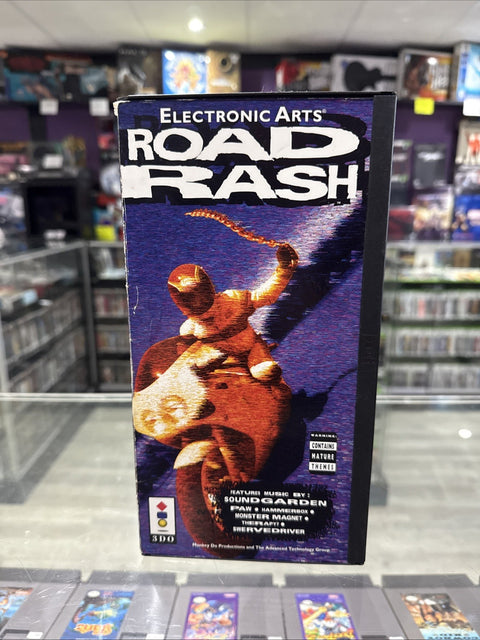 ELECTRONIC ARTS®
ROAD
RASH
WARNING:
CONTAINS
MATURE
THEMES
FEATURES MUSIC BY:
SOUNDGARDEN
PAW • HAMMERBOX •
MONSTER MAGNET •
THERAPY? •
SWERVEDRIVER
3DO
Monkey Do Productions and The Advanced Technology Group